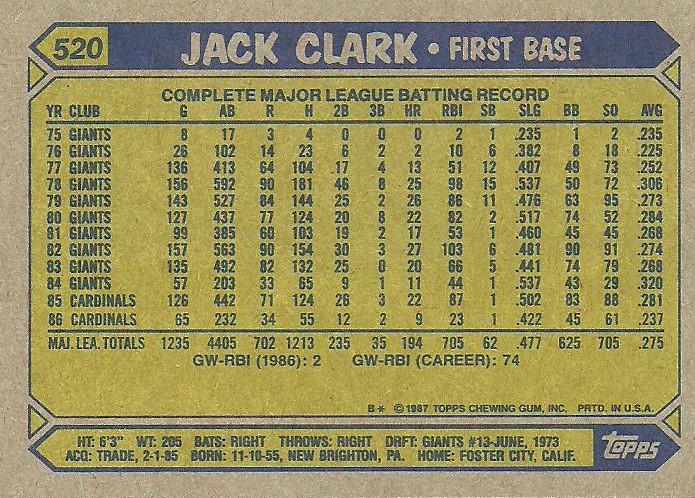 520 JACK CLARK • FIRST BASE
COMPLETE MAJOR LEAGUE BATTING RECORD
YR CLUB G AB R H 2B 3B HR RBI SB SLG BB SO AVG
75 GIANTS 8 17 3 4 0 0 0 2 1 .235 1 2 .235
76 GIANTS 26 102 14 23 6 2 2 10 6 .382 8 18 .225
77 GIANTS 136 413 64 104 17 4 13 51 12 .407 49 73 .252
78 GIANTS 156 592 90 181 46 8 25 98 15 .537 50 72 .306
79 GIANTS 143 527 84 144 25 2 26 86 11 .476 63 95 .273
80 GIANTS 127 437 77 124 20 8 22 82 2 .517 74 52 .284
81 GIANTS 99 385 60 103 19 2 17 53 1 .460 45 45 .268
82 GIANTS 157 563 90 154 30 3 27 103 6 .481 90 91 .274
83 GIANTS 135 492 82 132 25 0 20 66 5 .441 74 79 .268
84 GIANTS 57 203 33 65 9 1 11 44 1 .537 43 29 .320
85 CARDINALS 126 442 71 124 26 3 22 87 1 .502 83 88 .281
86 CARDINALS 65 232 34 55 12 2 9 23 1 .422 45 61 .237
MAJ. LEA. TOTALS 1235 4405 702 1213 235 35 194 705 62 .477 625 705 .275
GW-RBI (1986): 2 GW-RBI (CAREER): 74
B* © 1987 TOPPS CHEWING GUM, INC. PRTD. IN U.S.A.
HT: 6'3" WT: 205 BATS: RIGHT THROWS: RIGHT DRFT: GIANTS #13-JUNE, 1973
ACQ: TRADE, 2-1-85 BORN: 11-10-55, NEW BRIGHTON, PA. HOME: FOSTER CITY, CALIF.
topps